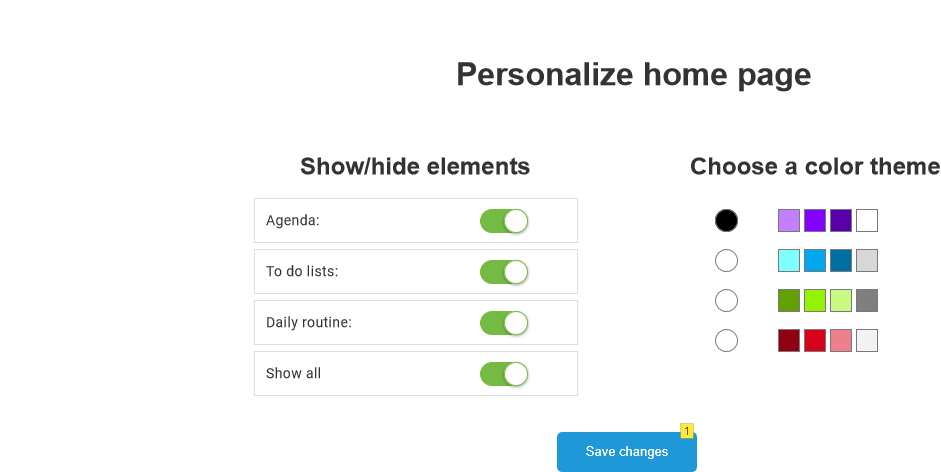 Personalize home page
Show/hide elements
Agenda:
To do lists:
Daily routine:
Show all
Choose a color theme
1
Save changes